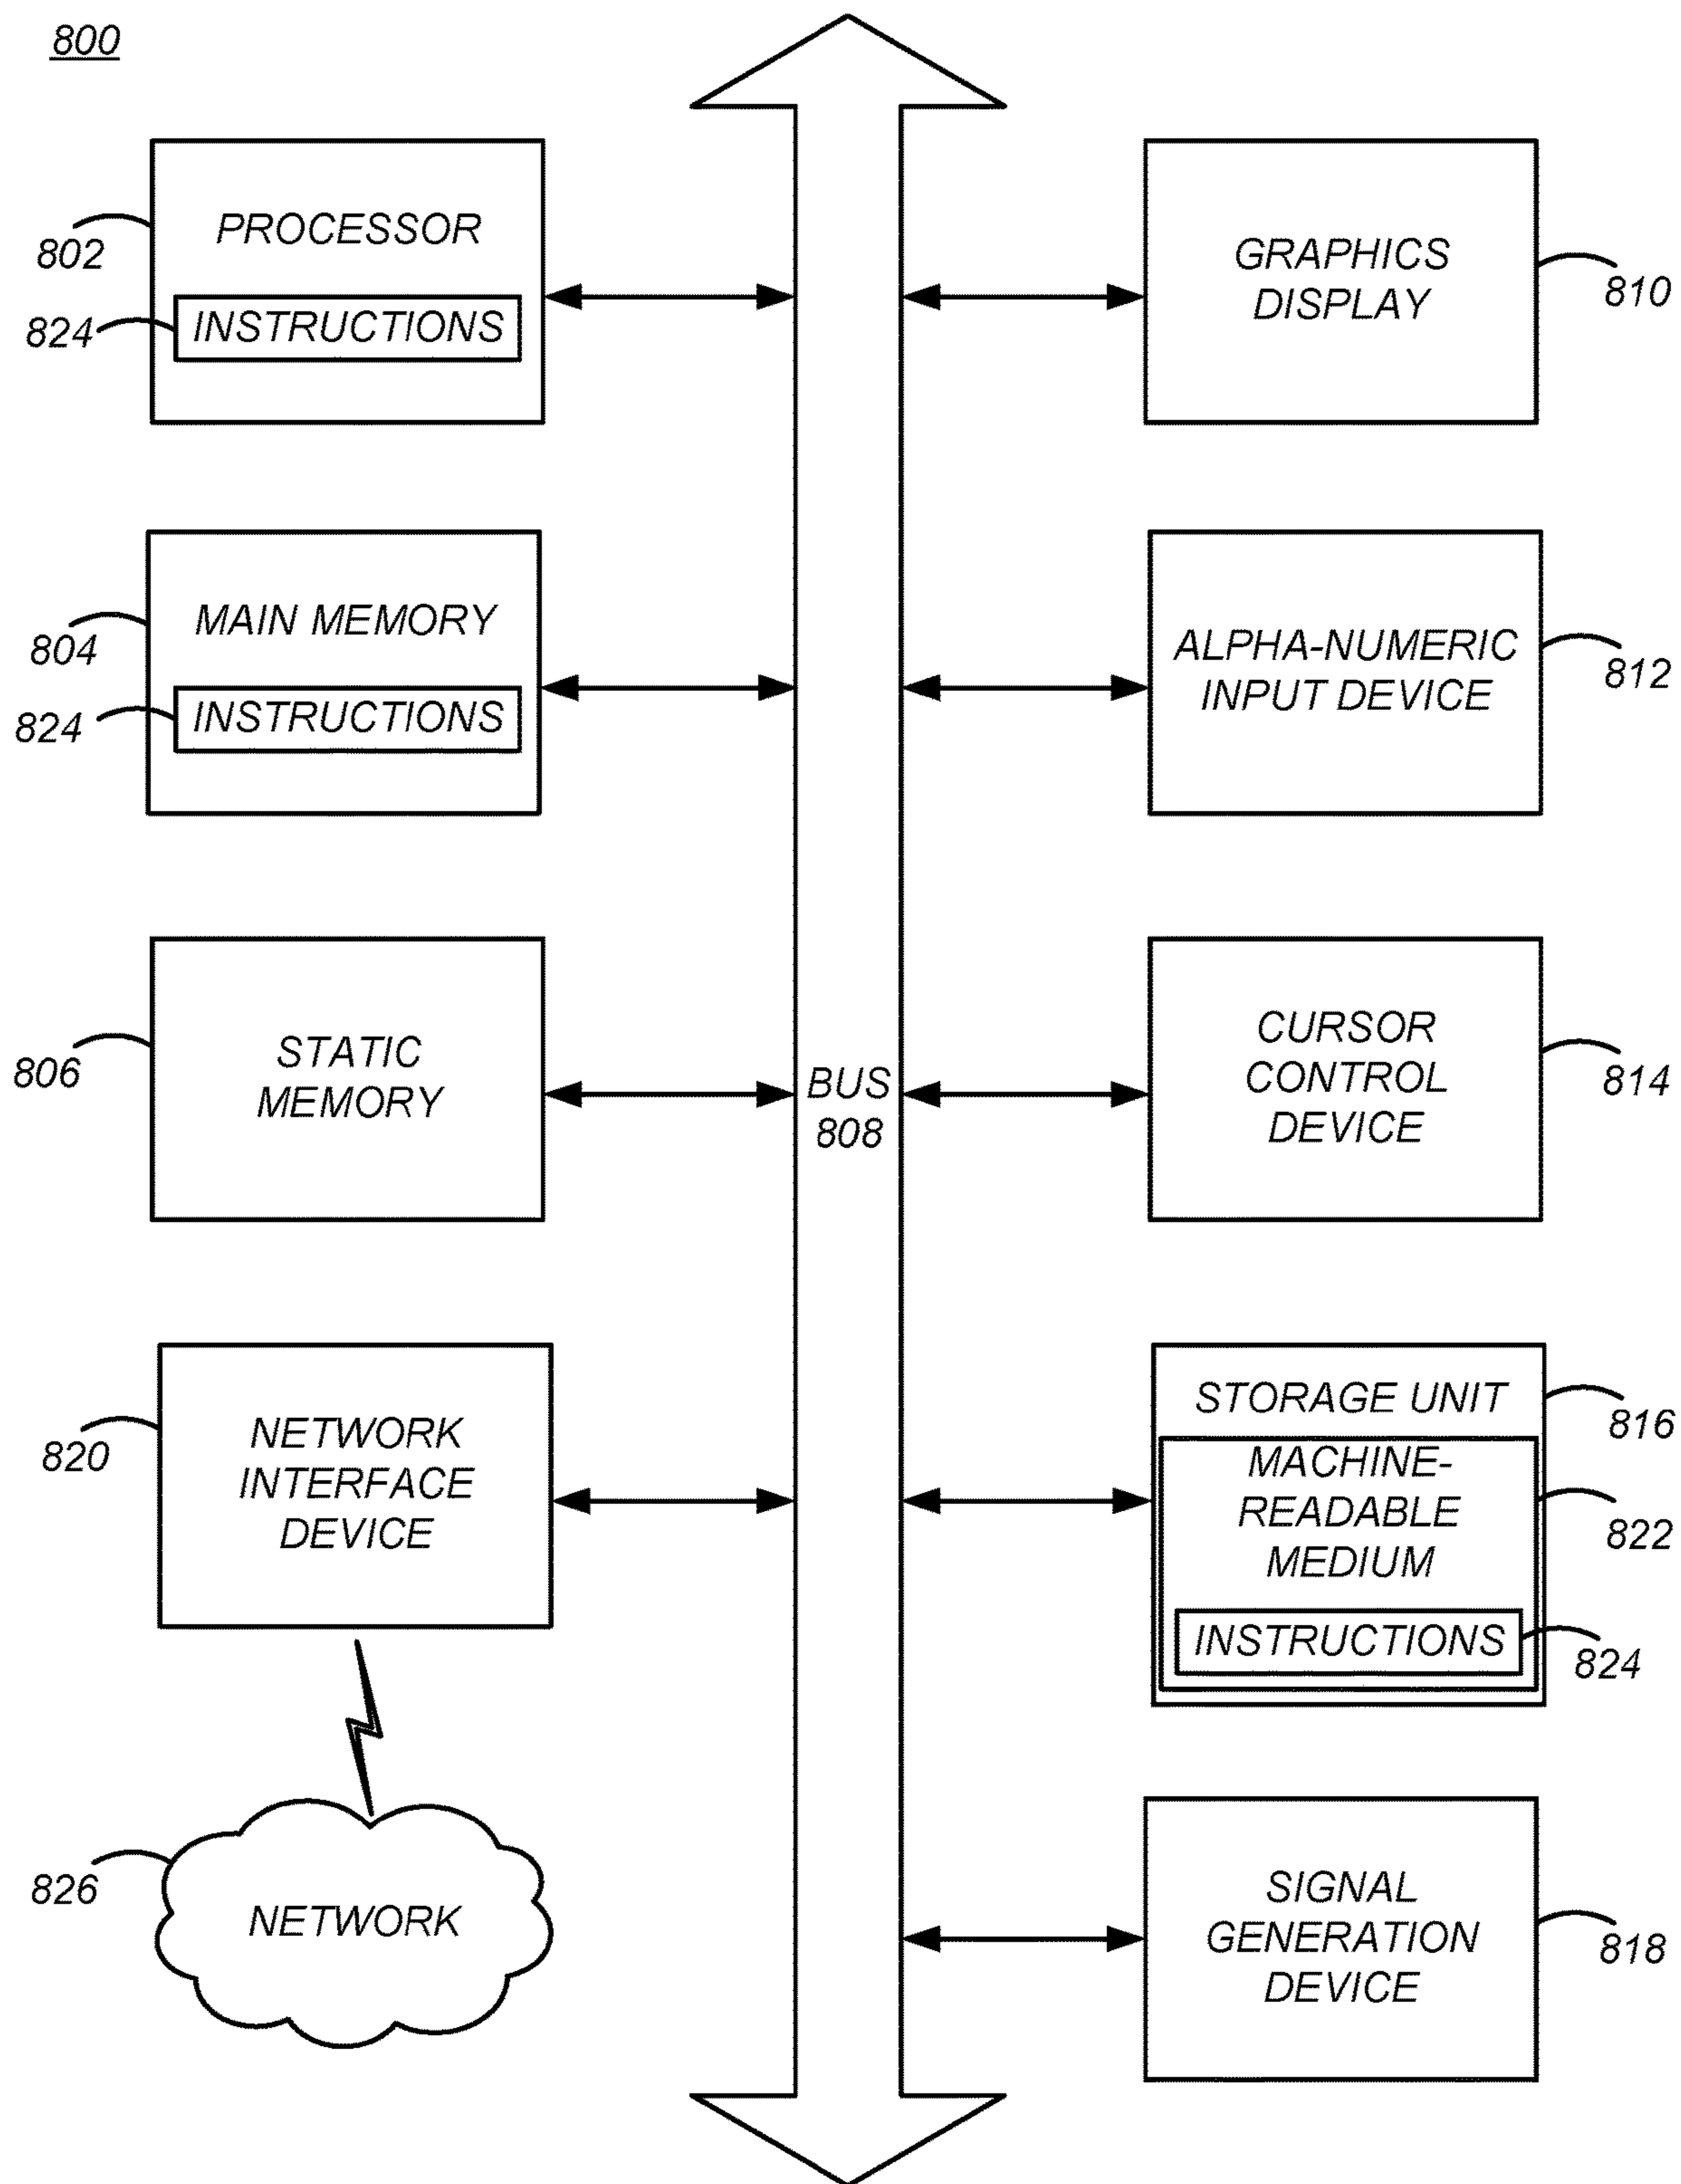 800
PROCESSOR
802
INSTRUCTIONS
824
MAIN MEMORY
804
INSTRUCTIONS
824
STATIC
MEMORY
806
NETWORK
INTERFACE
DEVICE
820
NETWORK
826
BUS
808
GRAPHICS
DISPLAY
810
ALPHA-NUMERIC
INPUT DEVICE
812
CURSOR
CONTROL
DEVICE
814
STORAGE UNIT
816
MACHINE-
READABLE
MEDIUM
822
INSTRUCTIONS
824
SIGNAL
GENERATION
DEVICE
818